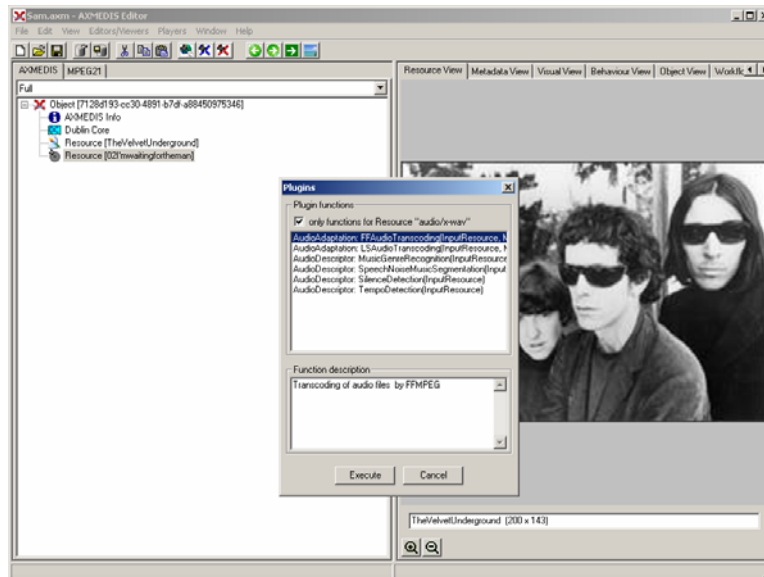 Sam.axm - AXMEDIS Editor
File Edit View Editors/Viewers Players Window Help
AXMEDIS MPEG21
Full
Object [7128d193-cc30-4891-b7df-a88450975346]
AXMEDIS Info
Dublin Core
Resource [TheVelvetUnderground]
Resource [02I'mwaitingfortheman]
Resource View Metadata View Visual View Behaviour View Object View Workflc
Plugins
Plugin functions
only functions for Resource "audio/x-wav"
AudioAdaptation: FFAudioTranscoding(InputResource, M
AudioAdaptation: LSAudioTranscoding(InputResource, M
AudioDescriptor: MusicGenreRecognition(InputResource
AudioDescriptor: SpeechNoiseMusicSegmentation(Input
AudioDescriptor: SilenceDetection(InputResource)
AudioDescriptor: TempoDetection(InputResource)
Function description
Transcoding of audio files by FFMPEG
Execute Cancel
TheVelvetUnderground (200 x 143)